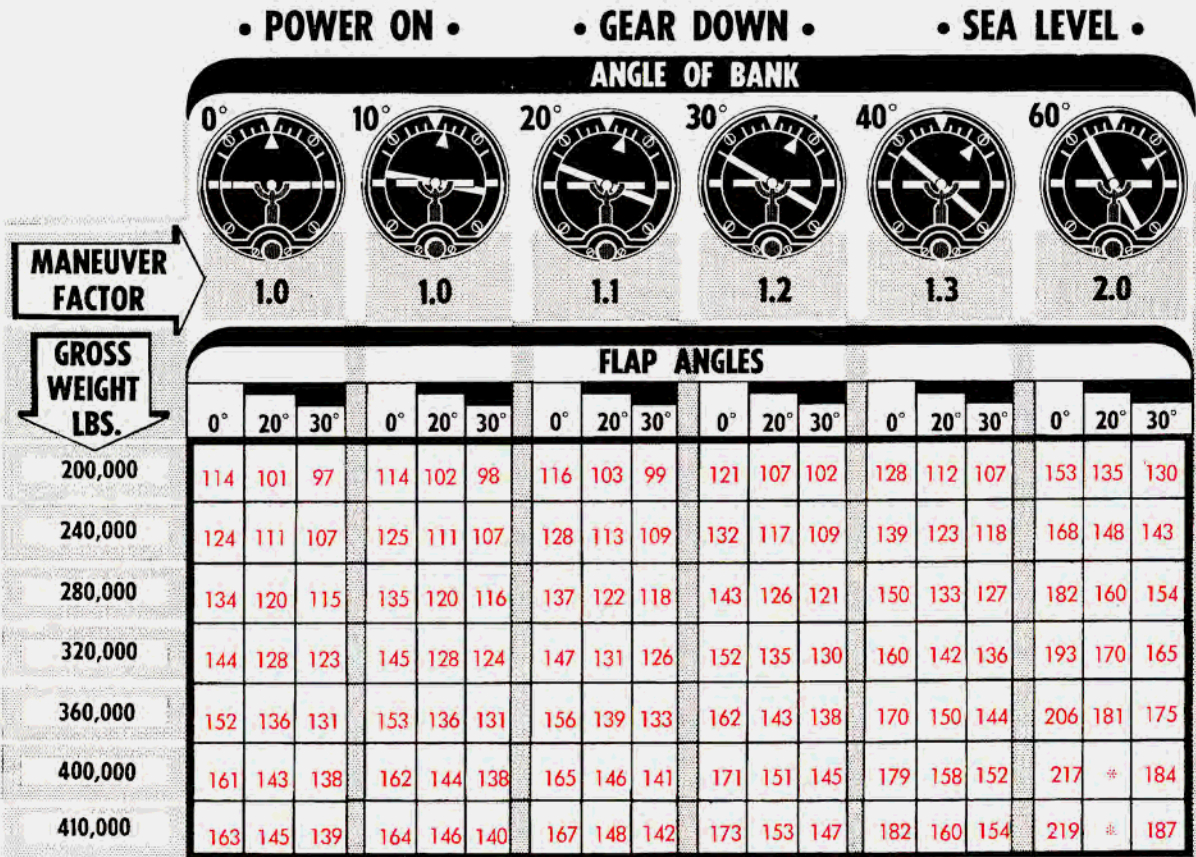 • POWER ON • • GEAR DOWN • • SEA LEVEL •
ANGLE OF BANK
0° 10° 20° 30° 40° 60°
MANEUVER
FACTOR
1.0 1.0 1.1 1.2 1.3 2.0
GROSS
WEIGHT
LBS.
FLAP ANGLES
0° 20° 30° 0° 20° 30° 0° 20° 30° 0° 20° 30° 0° 20° 30° 0° 20° 30°
200,000 114 101 97 114 102 98 116 103 99 121 107 102 128 112 107 153 135 130
240,000 124 111 107 125 111 107 128 113 109 132 117 109 139 123 118 168 148 143
280,000 134 120 115 135 120 116 137 122 118 143 126 121 150 133 127 182 160 154
320,000 144 128 123 145 128 124 147 131 126 152 135 130 160 142 136 193 170 165
360,000 152 136 131 153 136 131 156 139 133 162 143 138 170 150 144 206 181 175
400,000 161 143 138 162 144 138 165 146 141 171 151 145 179 158 152 217 * 184
410,000 163 145 139 164 146 140 167 148 142 173 153 147 182 160 154 219 * 187